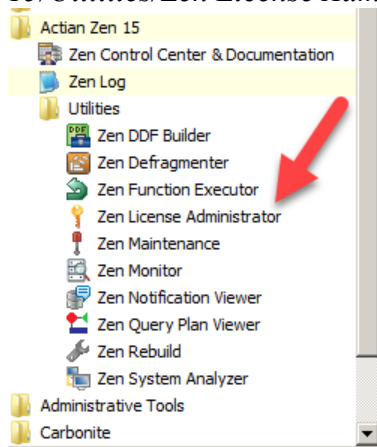 Actian Zen 15
Zen Control Center & Documentation
Zen Log
Utilities
Zen DDF Builder
Zen Defragmenter
Zen Function Executor
Zen License Administrator
Zen Maintenance
Zen Monitor
Zen Notification Viewer
Zen Query Plan Viewer
Zen Rebuild
Zen System Analyzer
Administrative Tools
Carbonite